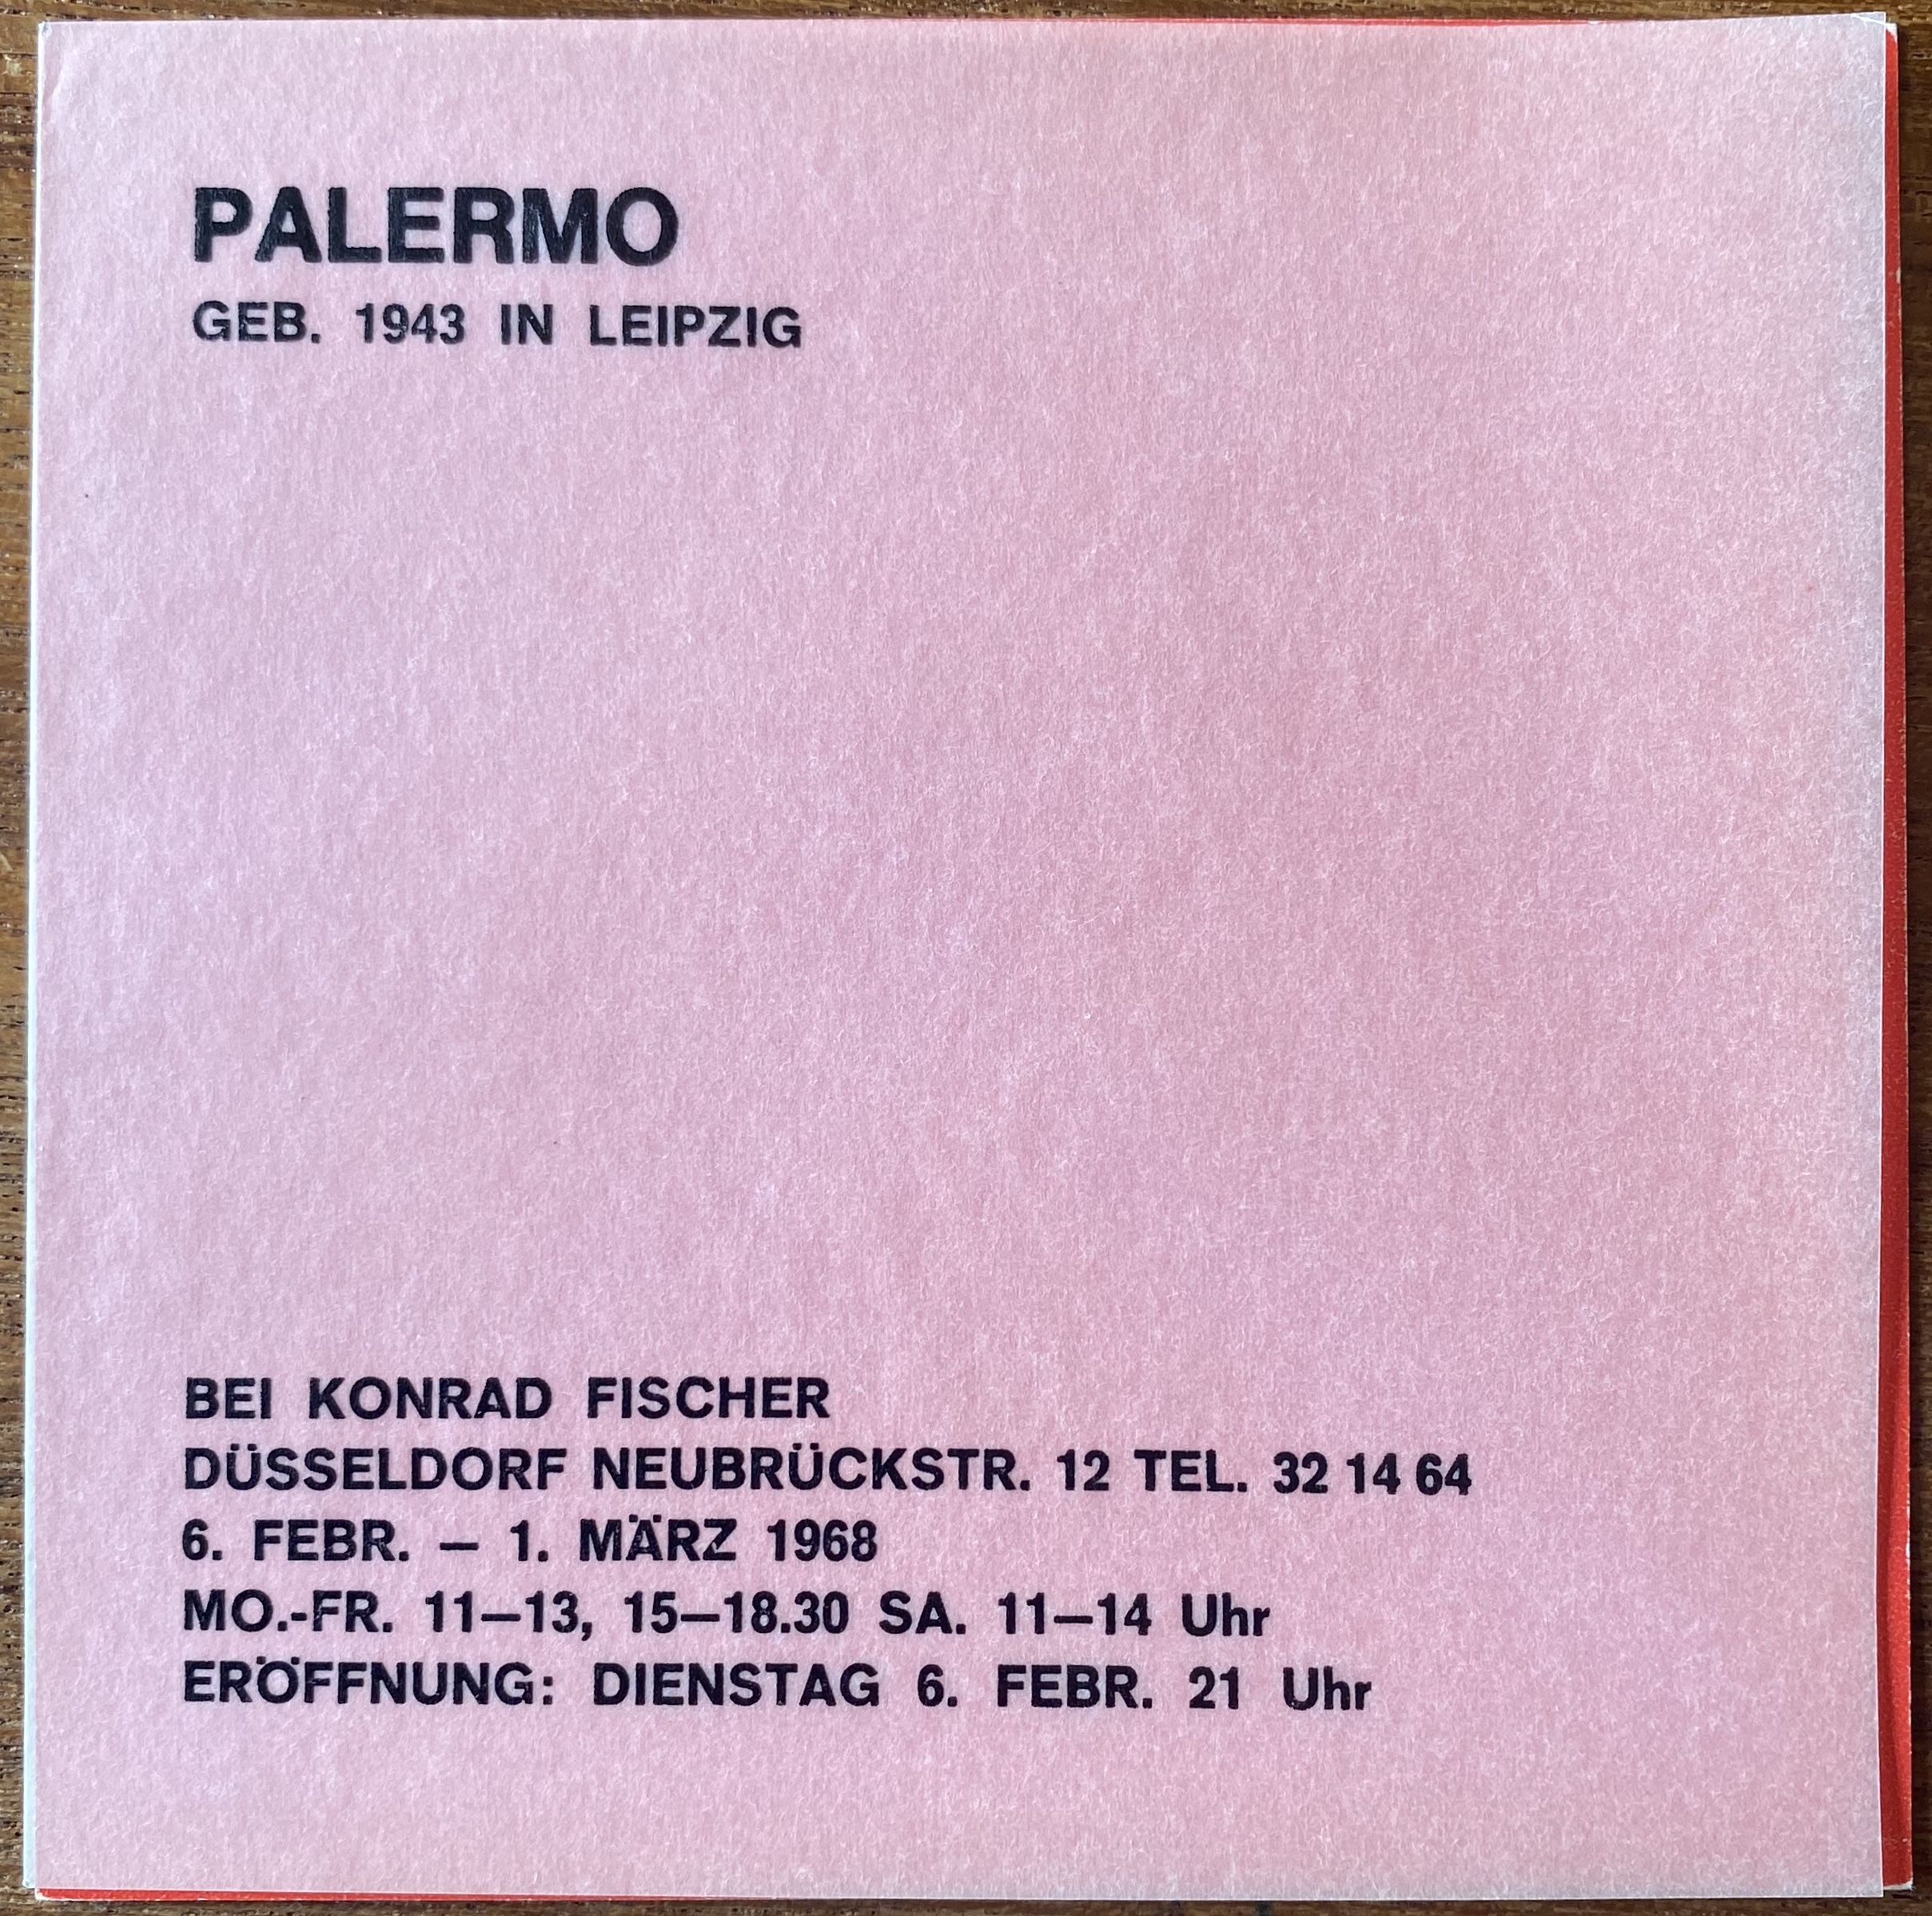 PALERMO
GEB. 1943 IN LEIPZIG
BEI KONRAD FISCHER
DÜSSELDORF NEUBRÜCKSTR. 12 TEL. 32 14 64
6. FEBR. — 1. MÄRZ 1968
MO.-FR. 11—13, 15—18.30 SA. 11—14 Uhr
ERÖFFNUNG: DIENSTAG 6. FEBR. 21 Uhr